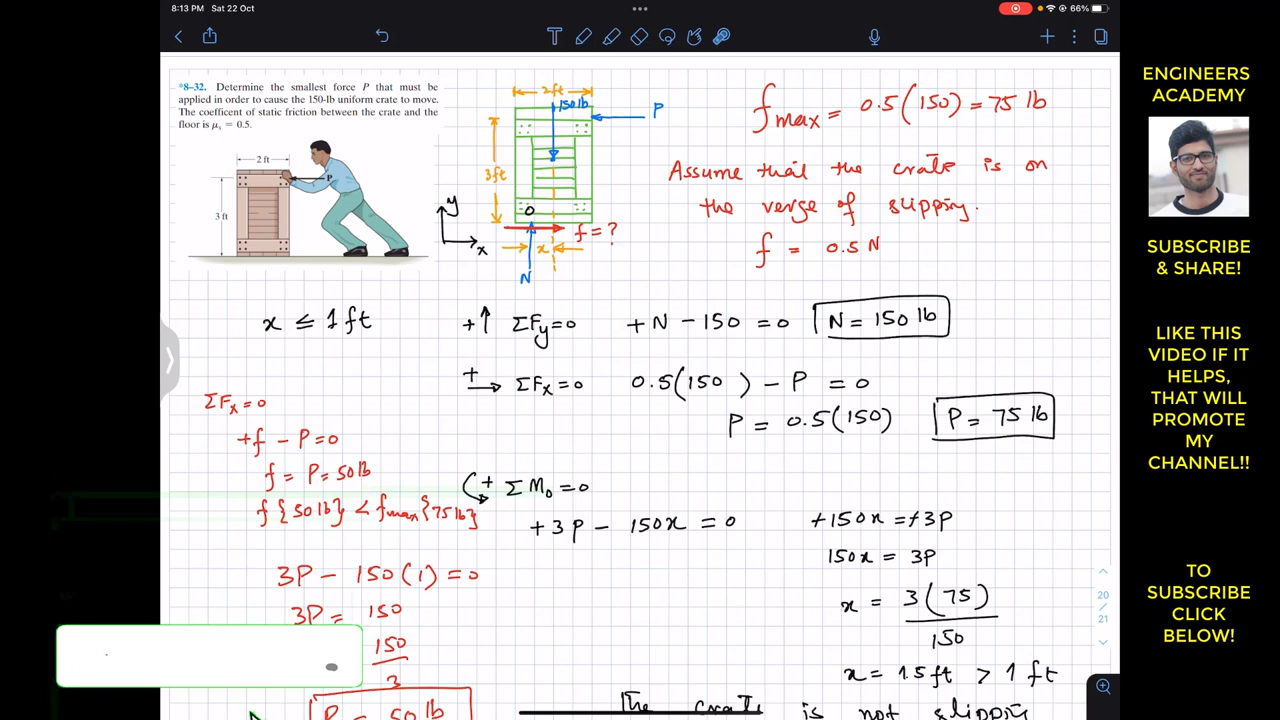 8:13 PM Sat 22 Oct
66%
*8–32. Determine the smallest force P that must be
applied in order to cause the 150-lb uniform crate to move.
The coefficent of static friction between the crate and the
floor is μs = 0.5.
2 ft
P
3 ft
2ft
150 lb
P
3ft
O
y
x
f = ?
x
N
fmax = 0.5(150) = 75 lb
Assume that the crate is on
the verge of slipping.
f = 0.5 N
x ≤ 1 ft
+↑ ΣFy=0 +N -150 =0 N = 150 lb
+→ ΣFx =0 0.5(150) - P = 0
P = 0.5(150) P = 75 lb
ΣFx=0
+f - P=0
f = P = 50 lb
f {50 lb} < fmax {75 lb}
+ ΣMo =0
+3P - 150x = 0
+150x = +3P
150x = 3P
x = 3(75)
150
x = 1.5 ft > 1 ft
3P - 150(1) = 0
3P = 150
150
3
P = 50 lb
The crate is not slipping
20
/
21
ENGINEERS
ACADEMY
SUBSCRIBE
& SHARE!
LIKE THIS
VIDEO IF IT
HELPS,
THAT WILL
PROMOTE
MY
CHANNEL!!
TO
SUBSCRIBE
CLICK
BELOW!